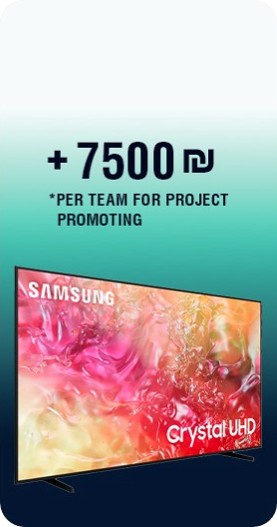 + 7500 ₪
*PER TEAM FOR PROJECT
PROMOTING
SAMSUNG
Crystal UHD